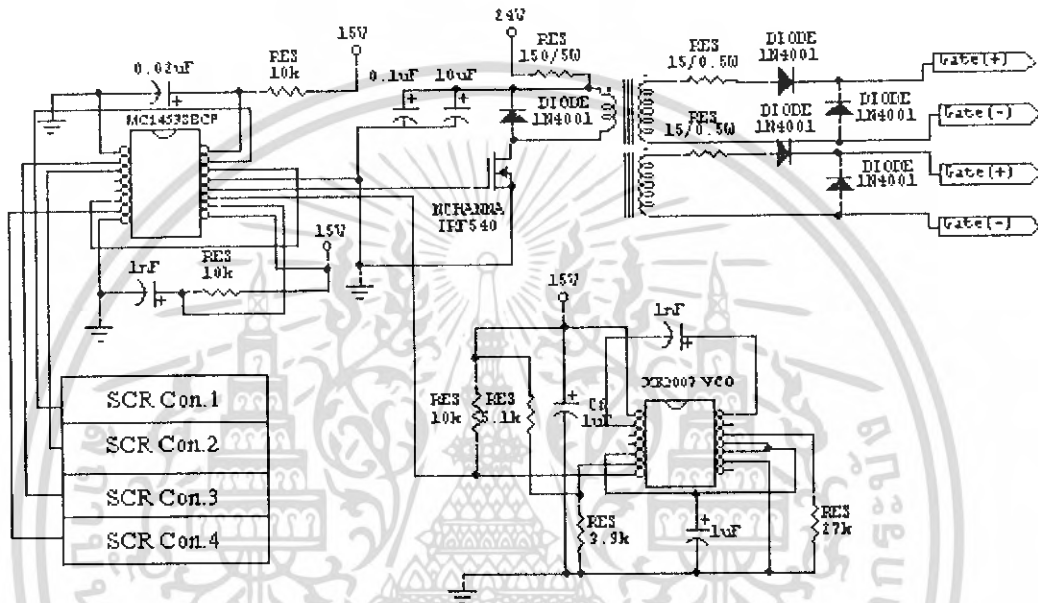 15V
24V
RES
150/5W
0.02uF
RES
10k
0.1uF
10uF
DIODE
1N4001
RES
15/0.5W
DIODE
1N4001
Gate(+)
DIODE
1N4001
Gate(-)
RES
15/0.5W
DIODE
1N4001
Gate(+)
DIODE
1N4001
Gate(-)
NCHANNA
IRF540
15V
1nF
RES
10k
SCR Con.1
SCR Con.2
SCR Con.3
SCR Con.4
15V
1nF
VCO
RES
10k
RES
5.1k
1uF
RES
3.9k
1uF
RES
27k